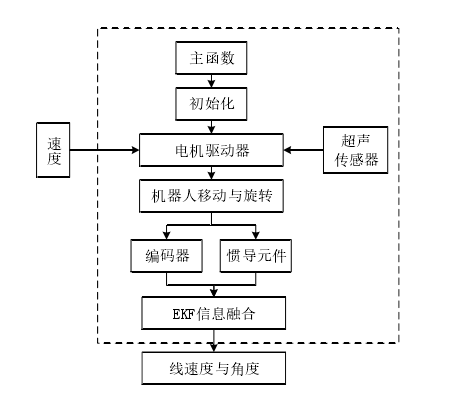 主函数
初始化
速
度
电机驱动器
超声
传感器
机器人移动与旋转
编码器
惯导元件
EKF信息融合
线速度与角度